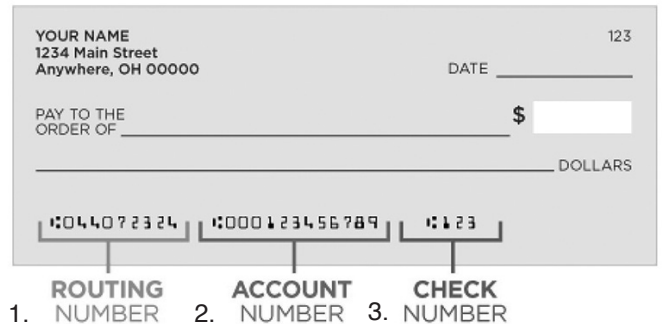 YOUR NAME 123
1234 Main Street
Anywhere, OH 00000
DATE
PAY TO THE
ORDER OF $
DOLLARS
⑆044072324 ⑆000123456789 ⑆123
ROUTING ACCOUNT CHECK
1. NUMBER 2. NUMBER 3. NUMBER